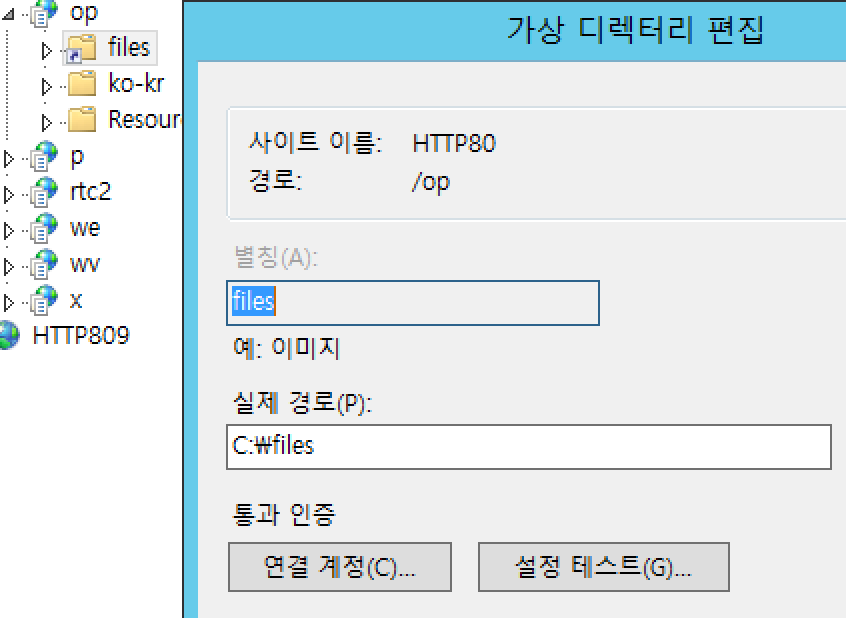 op
files
ko-kr
Resour
p
rtc2
we
wv
x
HTTP809
가상 디렉터리 편집
사이트 이름: HTTP80
경로: /op
별칭(A):
files
예: 이미지
실제 경로(P):
C:₩files
통과 인증
연결 계정(C)...
설정 테스트(G)...